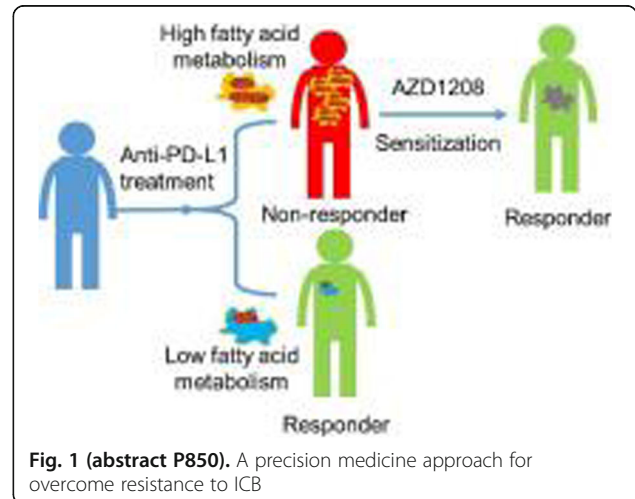 High fatty acid
metabolism
AZD1208
Sensitization
Anti-PD-L1
treatment
Non-responder
Responder
Low fatty acid
metabolism
Responder
Fig. 1 (abstract P850). A precision medicine approach for
overcome resistance to ICB